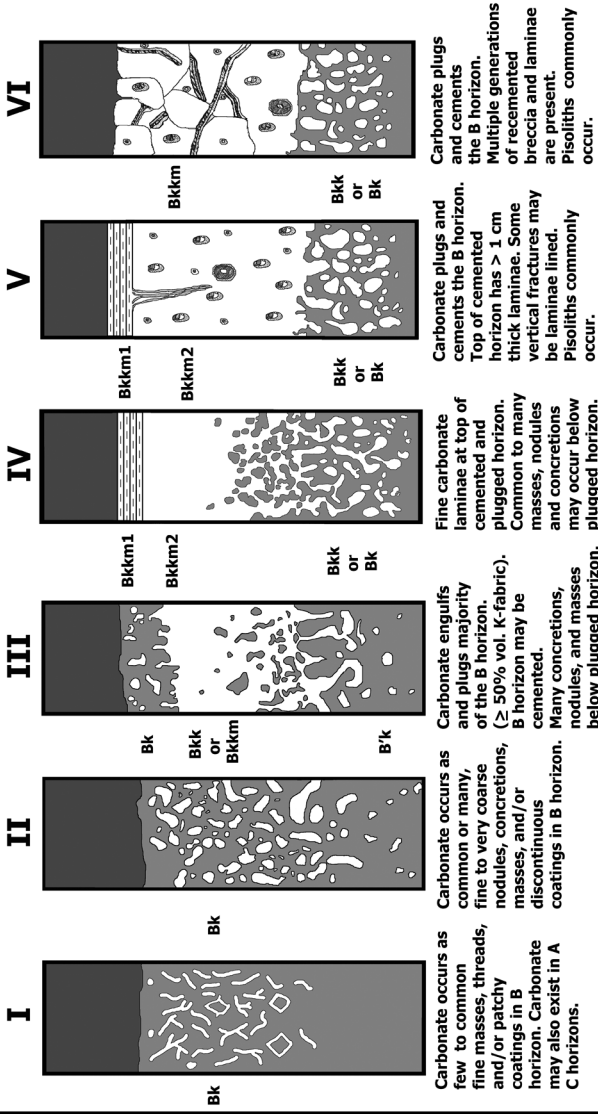 I
Bk
Carbonate occurs as
few to common
fine masses, threads,
and/or patchy
coatings in B
horizon. Carbonate
may also exist in A
C horizons.
II
Bk
Carbonate occurs as
common or many,
fine to very coarse
nodules, concretions,
masses, and/or
discontinuous
coatings in B horizon.
III
Bk
Bkk
or
Bkkm
B'k
Carbonate engulfs
and plugs majority
of the B horizon.
(≥ 50% vol. K-fabric).
B horizon may be
cemented.
Many concretions,
nodules, and masses
below plugged horizon.
IV
Bkkm1
Bkkm2
Bkk
or
Bk
Fine carbonate
laminae at top of
cemented and
plugged horizon.
Common to many
masses, nodules
and concretions
may occur below
plugged horizon.
V
Bkkm1
Bkkm2
Bkk
or
Bk
Carbonate plugs and
cements the B horizon.
Top of cemented
horizon has > 1 cm
thick laminae. Some
vertical fractures may
be laminae lined.
Pisoliths commonly
occur.
VI
Bkkm
Bkk
or
Bk
Carbonate plugs
and cements
the B horizon.
Multiple generations
of recemented
breccia and laminae
are present.
Pisoliths commonly
occur.